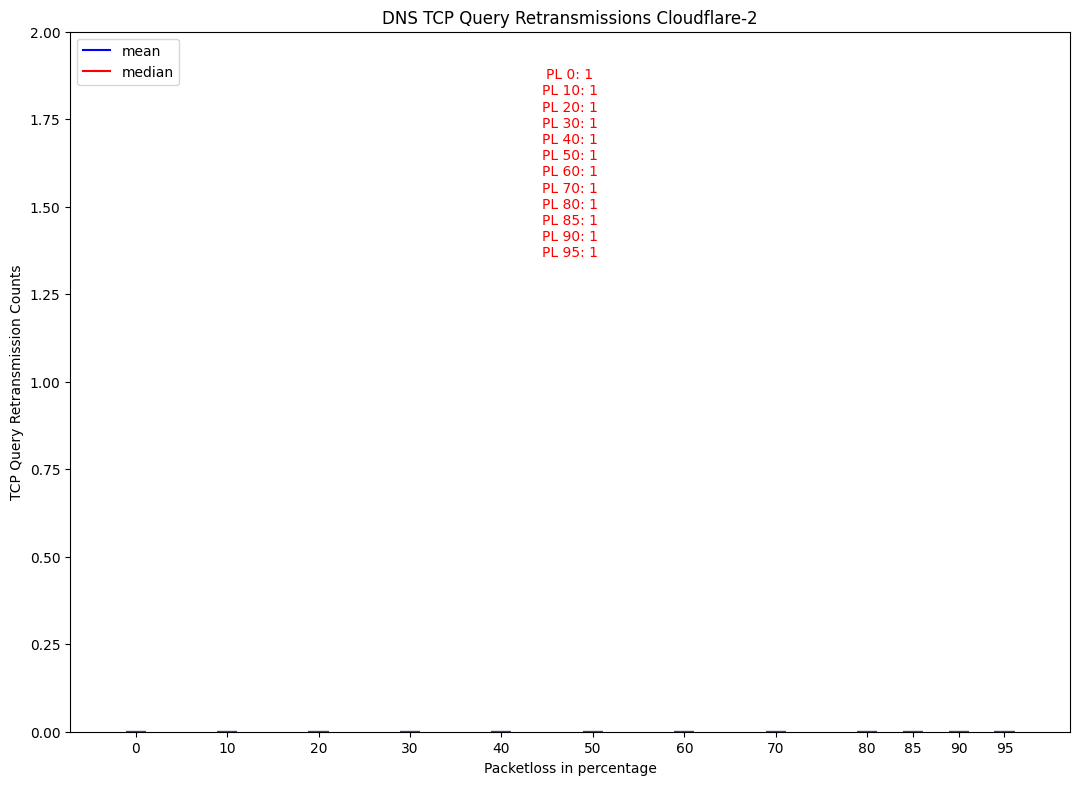 DNS TCP Query Retransmissions Cloudflare-2
mean
median
PL 0: 1
PL 10: 1
PL 20: 1
PL 30: 1
PL 40: 1
PL 50: 1
PL 60: 1
PL 70: 1
PL 80: 1
PL 85: 1
PL 90: 1
PL 95: 1
TCP Query Retransmission Counts
2.00
1.75
1.50
1.25
1.00
0.75
0.50
0.25
0.00
0 10 20 30 40 50 60 70 80 85 90 95
Packetloss in percentage